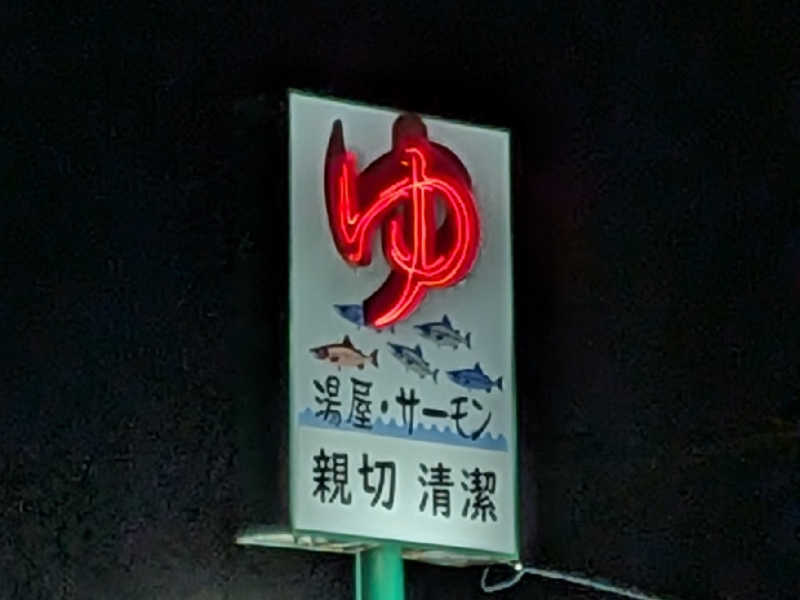 ゆ
湯屋・サーモン
親切 清潔